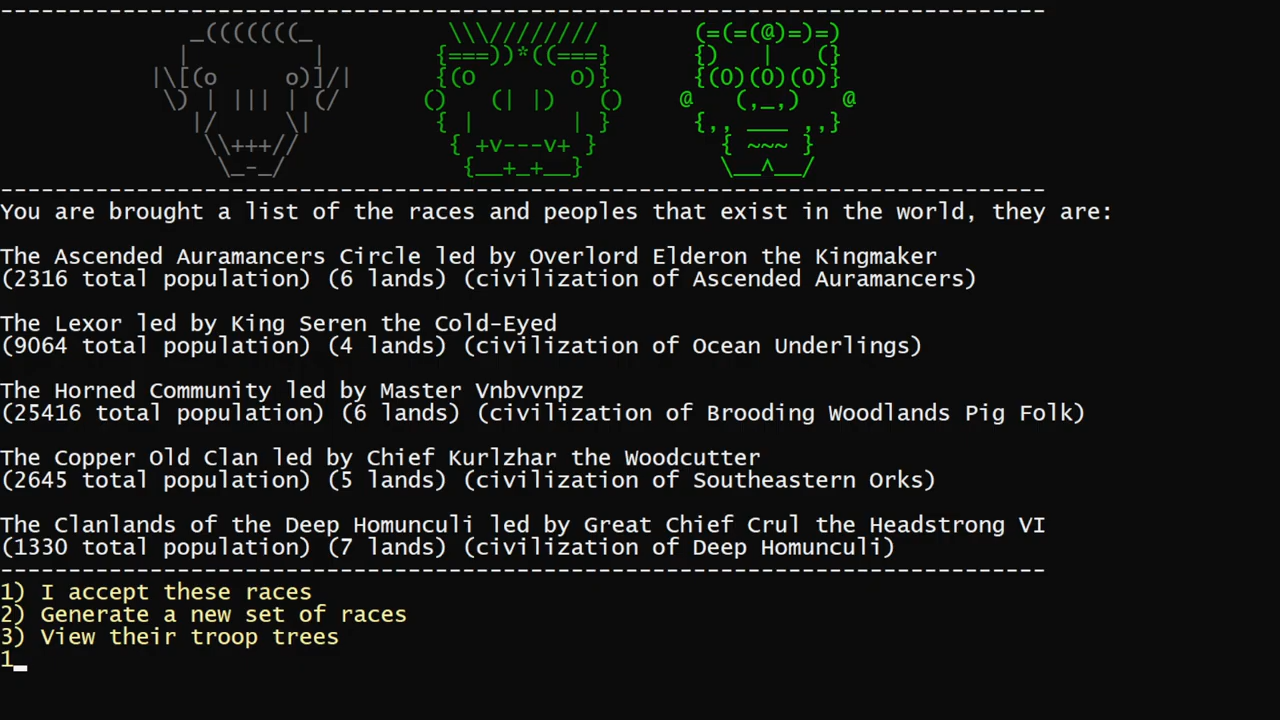 You are brought a list of the races and peoples that exist in the world, they are:
The Ascended Auramancers Circle led by Overlord Elderon the Kingmaker
(2316 total population) (6 lands) (civilization of Ascended Auramancers)
The Lexor led by King Seren the Cold-Eyed
(9064 total population) (4 lands) (civilization of Ocean Underlings)
The Horned Community led by Master Vnbvvnpz
(25416 total population) (6 lands) (civilization of Brooding Woodlands Pig Folk)
The Copper Old Clan led by Chief Kurlzhar the Woodcutter
(2645 total population) (5 lands) (civilization of Southeastern Orks)
The Clanlands of the Deep Homunculi led by Great Chief Crul the Headstrong VI
(1330 total population) (7 lands) (civilization of Deep Homunculi)
1) I accept these races
2) Generate a new set of races
3) View their troop trees
1_